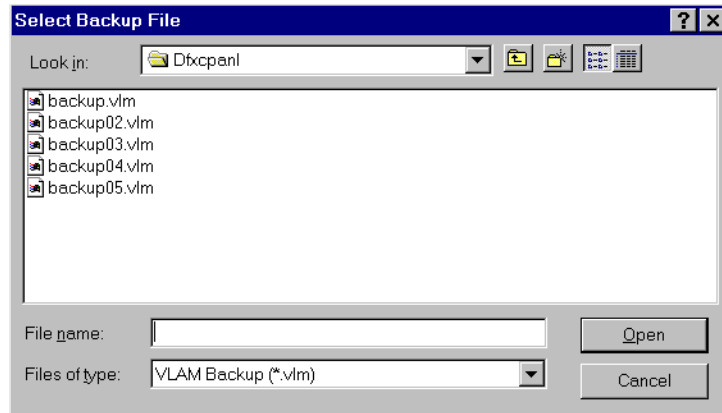 Select Backup File
Look in: Dfxcpanl
backup.vlm
backup02.vlm
backup03.vlm
backup04.vlm
backup05.vlm
File name:
Open
Files of type: VLAM Backup (*.vlm)
Cancel